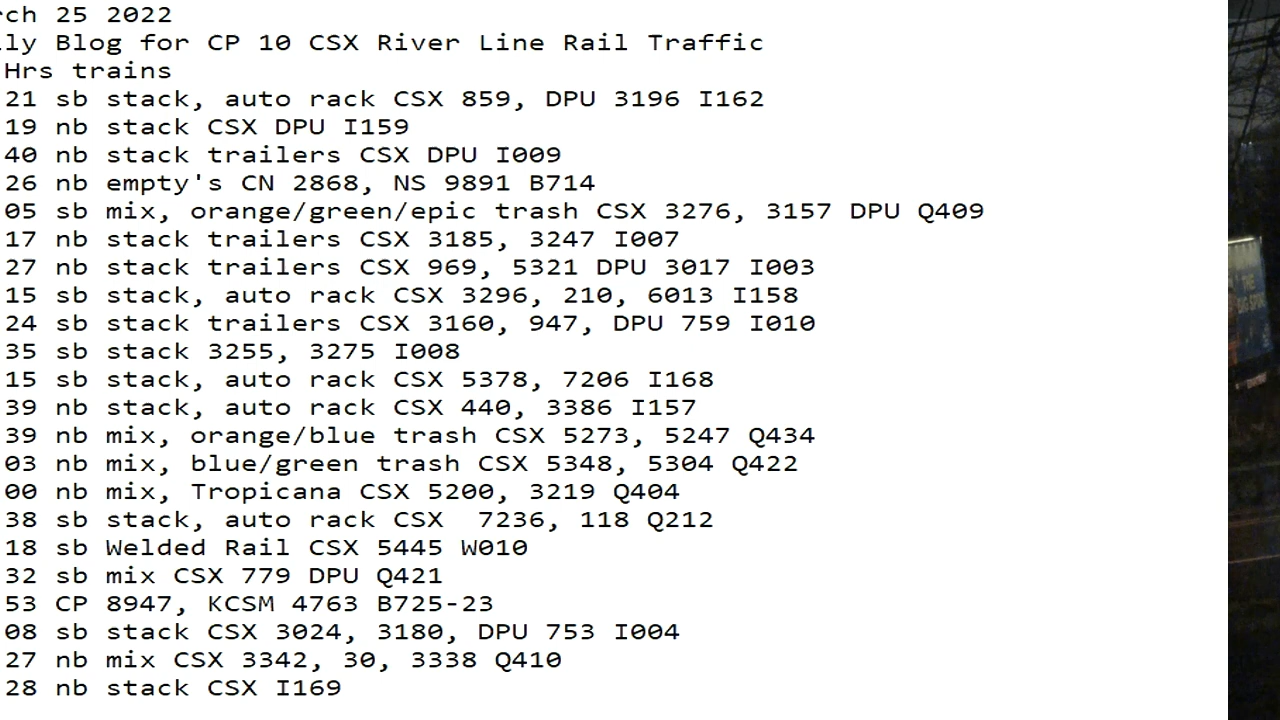 rch 25 2022
ly Blog for CP 10 CSX River Line Rail Traffic
Hrs trains
21 sb stack, auto rack CSX 859, DPU 3196 I162
19 nb stack CSX DPU I159
40 nb stack trailers CSX DPU I009
26 nb empty's CN 2868, NS 9891 B714
05 sb mix, orange/green/epic trash CSX 3276, 3157 DPU Q409
17 nb stack trailers CSX 3185, 3247 I007
27 nb stack trailers CSX 969, 5321 DPU 3017 I003
15 sb stack, auto rack CSX 3296, 210, 6013 I158
24 sb stack trailers CSX 3160, 947, DPU 759 I010
35 sb stack 3255, 3275 I008
15 sb stack, auto rack CSX 5378, 7206 I168
39 nb stack, auto rack CSX 440, 3386 I157
39 nb mix, orange/blue trash CSX 5273, 5247 Q434
03 nb mix, blue/green trash CSX 5348, 5304 Q422
00 nb mix, Tropicana CSX 5200, 3219 Q404
38 sb stack, auto rack CSX  7236, 118 Q212
18 sb Welded Rail CSX 5445 W010
32 sb mix CSX 779 DPU Q421
53 CP 8947, KCSM 4763 B725-23
08 sb stack CSX 3024, 3180, DPU 753 I004
27 nb mix CSX 3342, 30, 3338 Q410
28 nb stack CSX I169